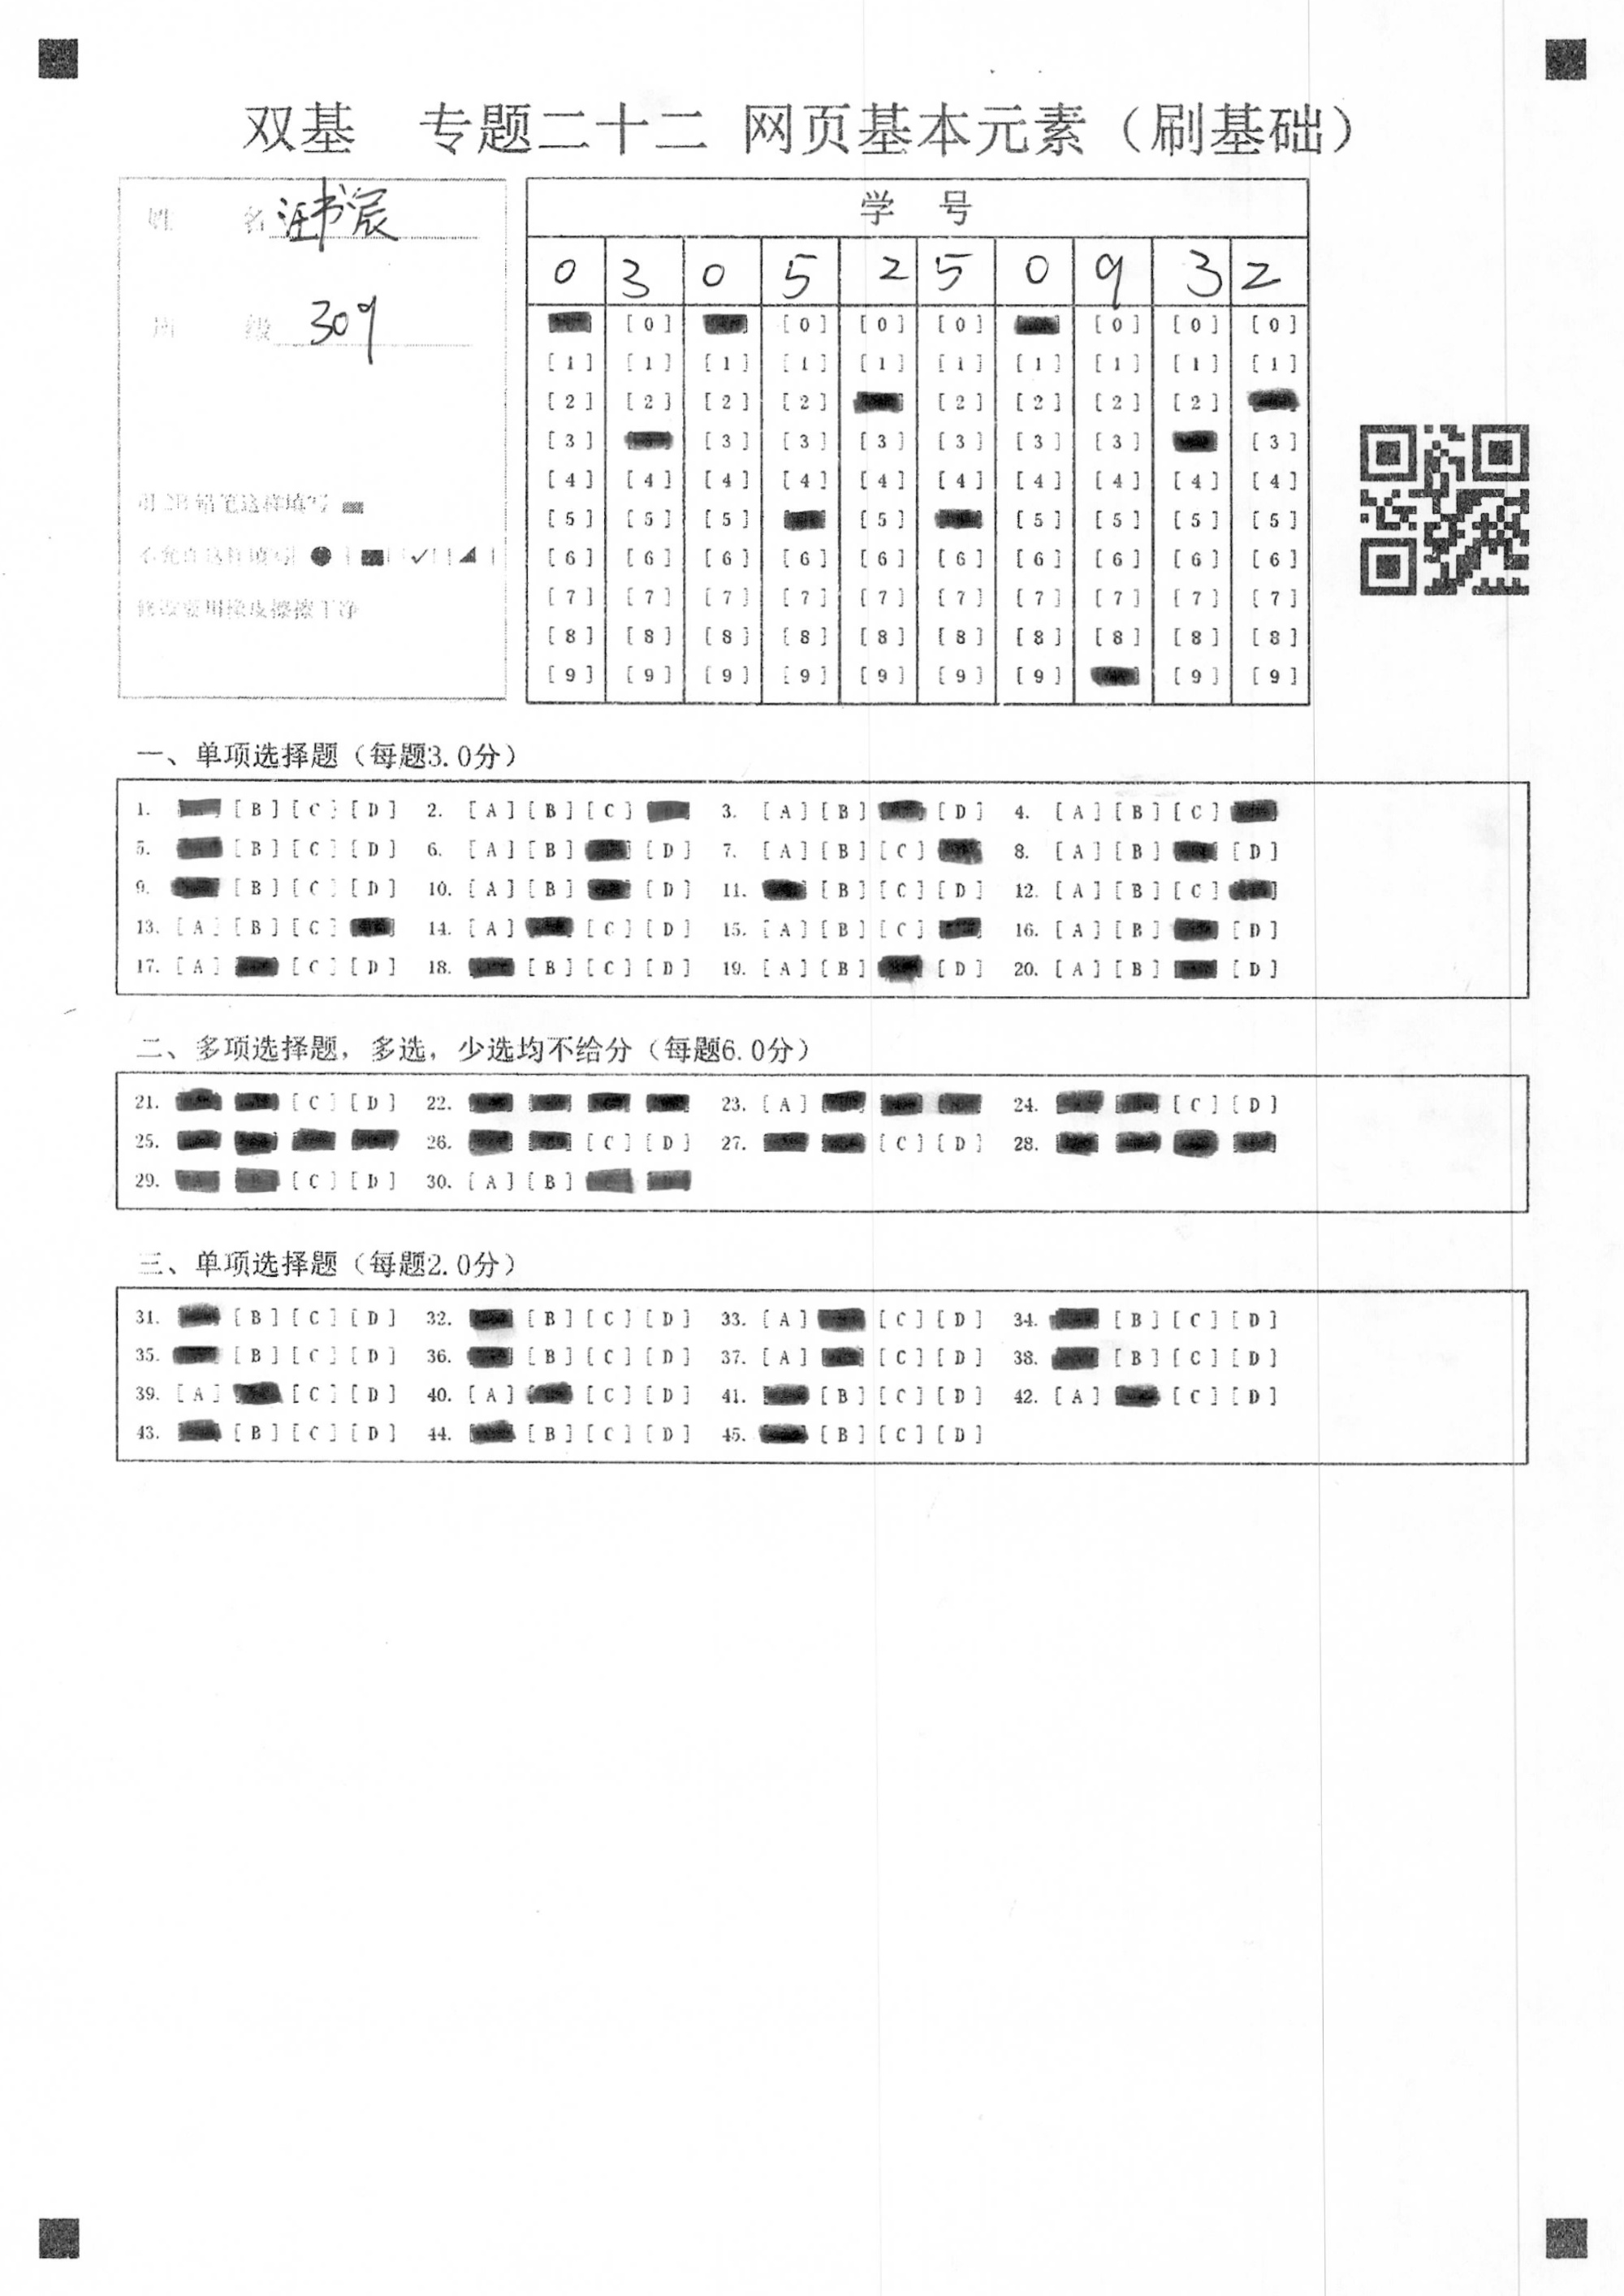 双基 专题二十二 网页基本元素（刷基础）
姓 名 汪书宸
班 级 309
用2B铅笔这样填写
不允许这样填写
修改要用橡皮擦擦干净
学 号
0 3 0 5 2 5 0 9 3 2
[0] [0] [0] [0] [0] [0] [0]
[1] [1] [1] [1] [1] [1] [1] [1] [1] [1]
[2] [2] [2] [2] [2] [2] [2] [2]
[3] [3] [3] [3] [3] [3] [3] [3]
[4] [4] [4] [4] [4] [4] [4] [4] [4] [4]
[5] [5] [5] [5] [5] [5] [5] [5]
[6] [6] [6] [6] [6] [6] [6] [6] [6] [6]
[7] [7] [7] [7] [7] [7] [7] [7] [7] [7]
[8] [8] [8] [8] [8] [8] [8] [8] [8] [8]
[9] [9] [9] [9] [9] [9] [9] [9] [9]
一、单项选择题（每题3.0分）
1. [B] [C] [D] 2. [A] [B] [C] 3. [A] [B] [D] 4. [A] [B] [C]
5. [B] [C] [D] 6. [A] [B] [D] 7. [A] [B] [C] 8. [A] [B] [D]
9. [B] [C] [D] 10. [A] [B] [D] 11. [B] [C] [D] 12. [A] [B] [C]
13. [A] [B] [C] 14. [A] [C] [D] 15. [A] [B] [C] 16. [A] [B] [D]
17. [A] [C] [D] 18. [B] [C] [D] 19. [A] [B] [D] 20. [A] [B] [D]
二、多项选择题，多选，少选均不给分（每题6.0分）
21. [C] [D] 22. 23. [A] 24. [C] [D]
25. 26. [C] [D] 27. [C] [D] 28.
29. [C] [D] 30. [A] [B]
三、单项选择题（每题2.0分）
31. [B] [C] [D] 32. [B] [C] [D] 33. [A] [C] [D] 34. [B] [C] [D]
35. [B] [C] [D] 36. [B] [C] [D] 37. [A] [C] [D] 38. [B] [C] [D]
39. [A] [C] [D] 40. [A] [C] [D] 41. [B] [C] [D] 42. [A] [C] [D]
43. [B] [C] [D] 44. [B] [C] [D] 45. [B] [C] [D]